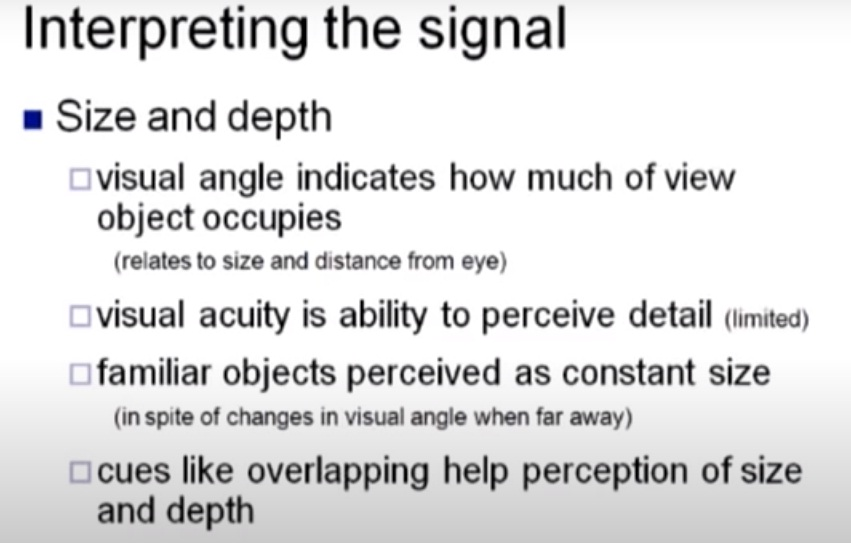 Interpreting the signal
Size and depth
visual angle indicates how much of view
object occupies
(relates to size and distance from eye)
visual acuity is ability to perceive detail (limited)
familiar objects perceived as constant size
(in spite of changes in visual angle when far away)
cues like overlapping help perception of size
and depth